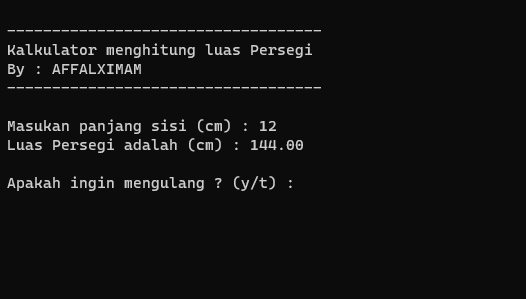 -----------------------------------
Kalkulator menghitung luas Persegi
By : AFFALXIMAM
-----------------------------------
Masukan panjang sisi (cm) : 12
Luas Persegi adalah (cm) : 144.00
Apakah ingin mengulang ? (y/t) :